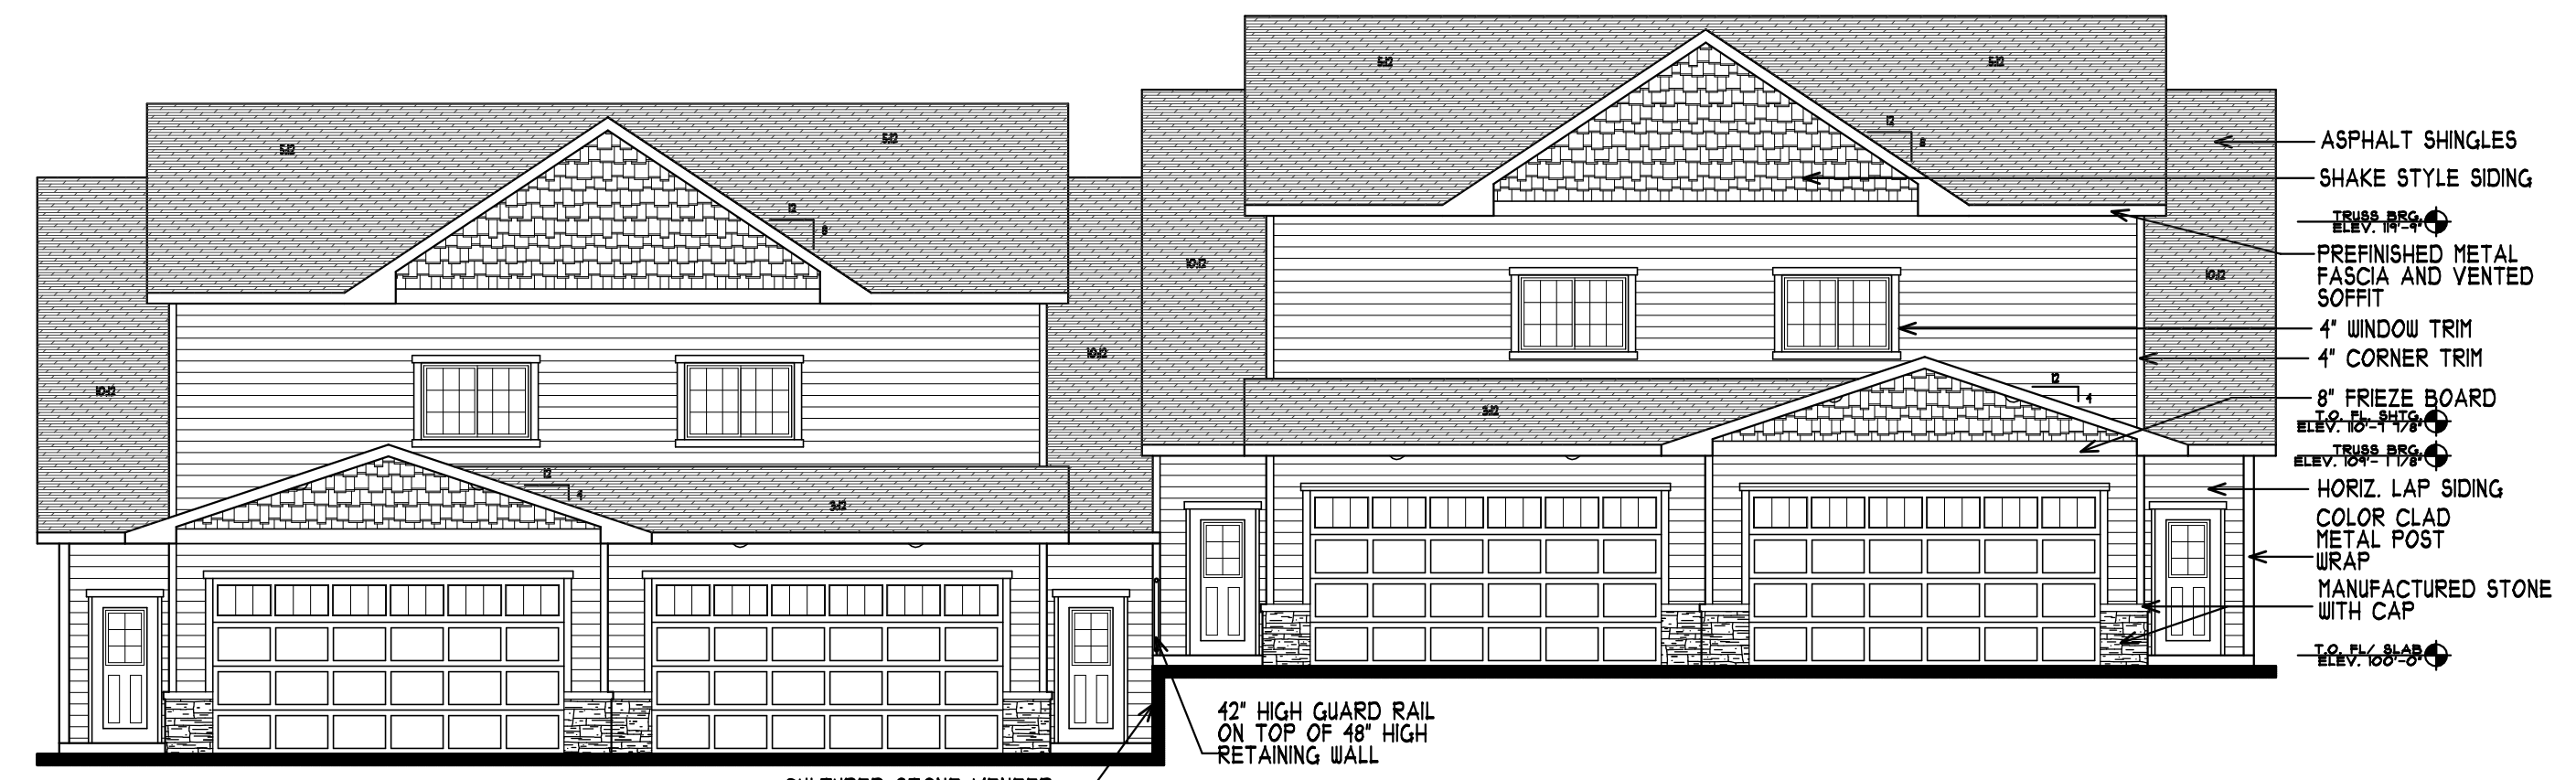 5:12
5:12
12
8
10:12
10:12
12
4
3:12
5:12
5:12
12
8
10:12
10:12
12
4
3:12
ASPHALT SHINGLES
SHAKE STYLE SIDING
TRUSS BRG.
ELEV. 119'-9"
PREFINISHED METAL
FASCIA AND VENTED
SOFFIT
4" WINDOW TRIM
4" CORNER TRIM
8" FRIEZE BOARD
T.O. FL. SHTG.
ELEV. 110'-9 7/8"
TRUSS BRG.
ELEV. 109'-1 1/8"
HORIZ. LAP SIDING
COLOR CLAD
METAL POST
WRAP
MANUFACTURED STONE
WITH CAP
T.O. FL/ SLAB
ELEV. 100'-0"
42" HIGH GUARD RAIL
ON TOP OF 48" HIGH
RETAINING WALL